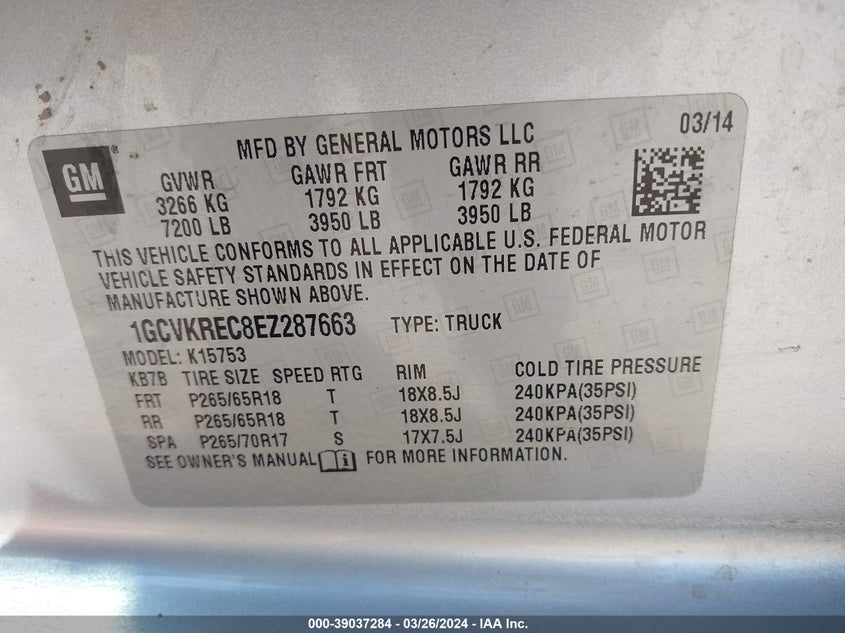 GM ®
MFD BY GENERAL MOTORS LLC 03/14
GVWR GAWR FRT GAWR RR
3266 KG 1792 KG 1792 KG
7200 LB 3950 LB 3950 LB
THIS VEHICLE CONFORMS TO ALL APPLICABLE U.S. FEDERAL MOTOR
VEHICLE SAFETY STANDARDS IN EFFECT ON THE DATE OF
MANUFACTURE SHOWN ABOVE.
1GCVKREC8EZ287663 TYPE: TRUCK
MODEL: K15753
KB7B TIRE SIZE SPEED RTG RIM COLD TIRE PRESSURE
FRT P265/65R18 T 18X8.5J 240KPA(35PSI)
RR P265/65R18 T 18X8.5J 240KPA(35PSI)
SPA P265/70R17 S 17X7.5J 240KPA(35PSI)
SEE OWNER'S MANUAL FOR MORE INFORMATION.
000-39037284 - 03/26/2024 - IAA Inc.